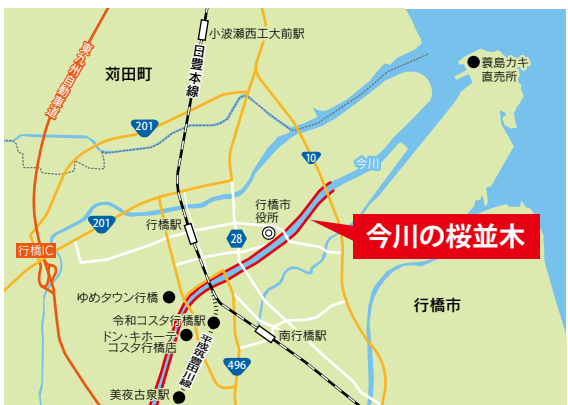 小波瀬西工大前駅
東九州自動車道
苅田町
日豊本線
蓑島カキ
直売所
201
10
今川
201
行橋駅
行橋市
役所
28
今川の桜並木
行橋IC
ゆめタウン行橋
行橋市
令和コスタ行橋駅
ドン・キホーテ
コスタ行橋店
平成筑豊田川線
南行橋駅
496
美夜古泉駅